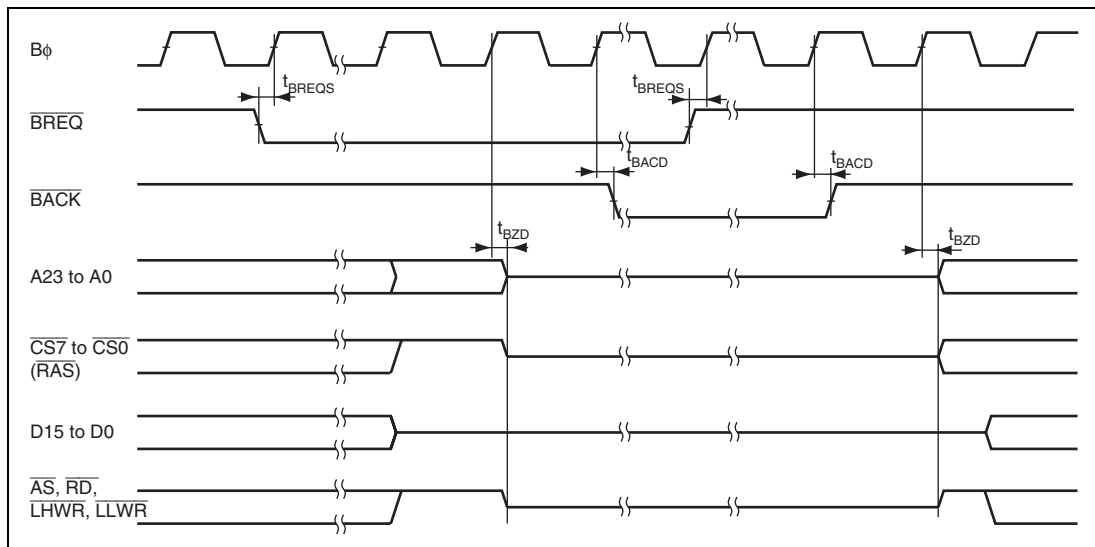 Bφ
tBREQS
tBREQS
BREQ
tBACD
tBACD
BACK
tBZD
tBZD
A23 to A0
CS7 to CS0
(RAS)
D15 to D0
AS, RD,
LHWR, LLWR